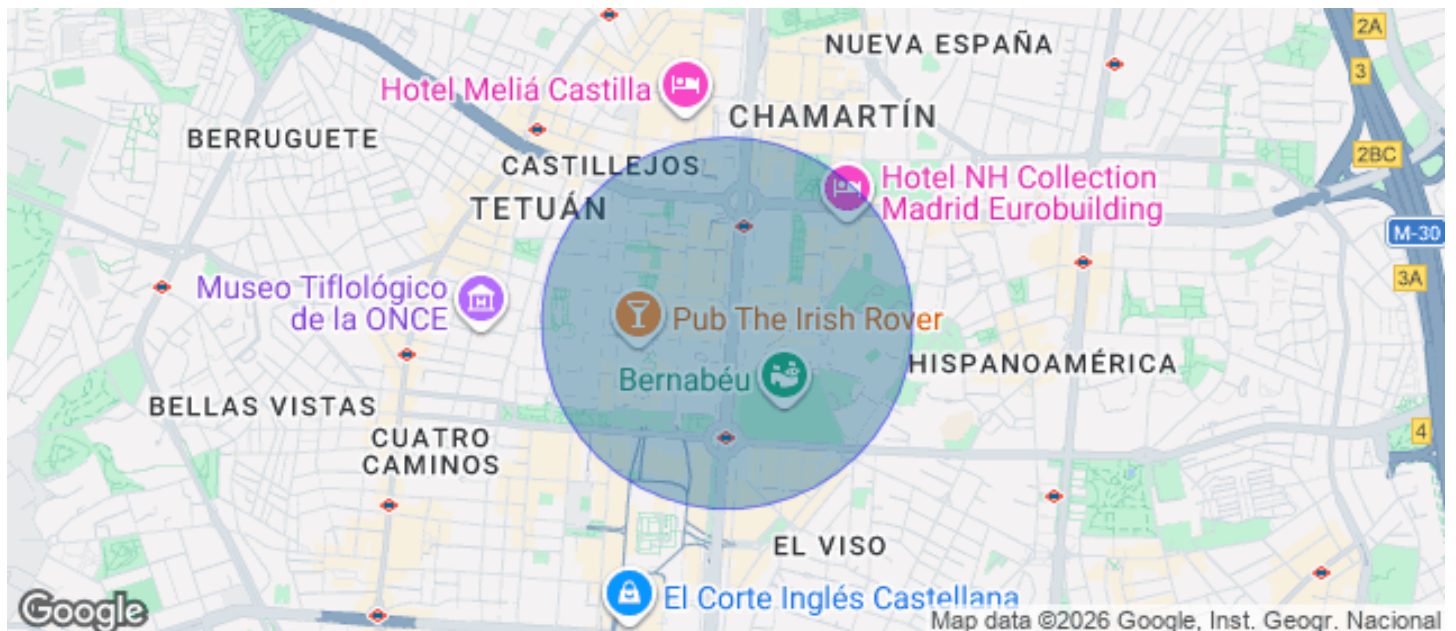 2A
NUEVA ESPAÑA
3
Hotel Meliá Castilla
CHAMARTÍN
BERRUGUETE
2BC
CASTILLEJOS
Hotel NH Collection
Madrid Eurobuilding
TETUÁN
M-30
3A
Museo Tiflológico
de la ONCE
Pub The Irish Rover
HISPANOAMÉRICA
Bernabéu
BELLAS VISTAS
4
CUATRO
CAMINOS
EL VISO
El Corte Inglés Castellana
Google
Map data ©2026 Google, Inst. Geogr. Nacional